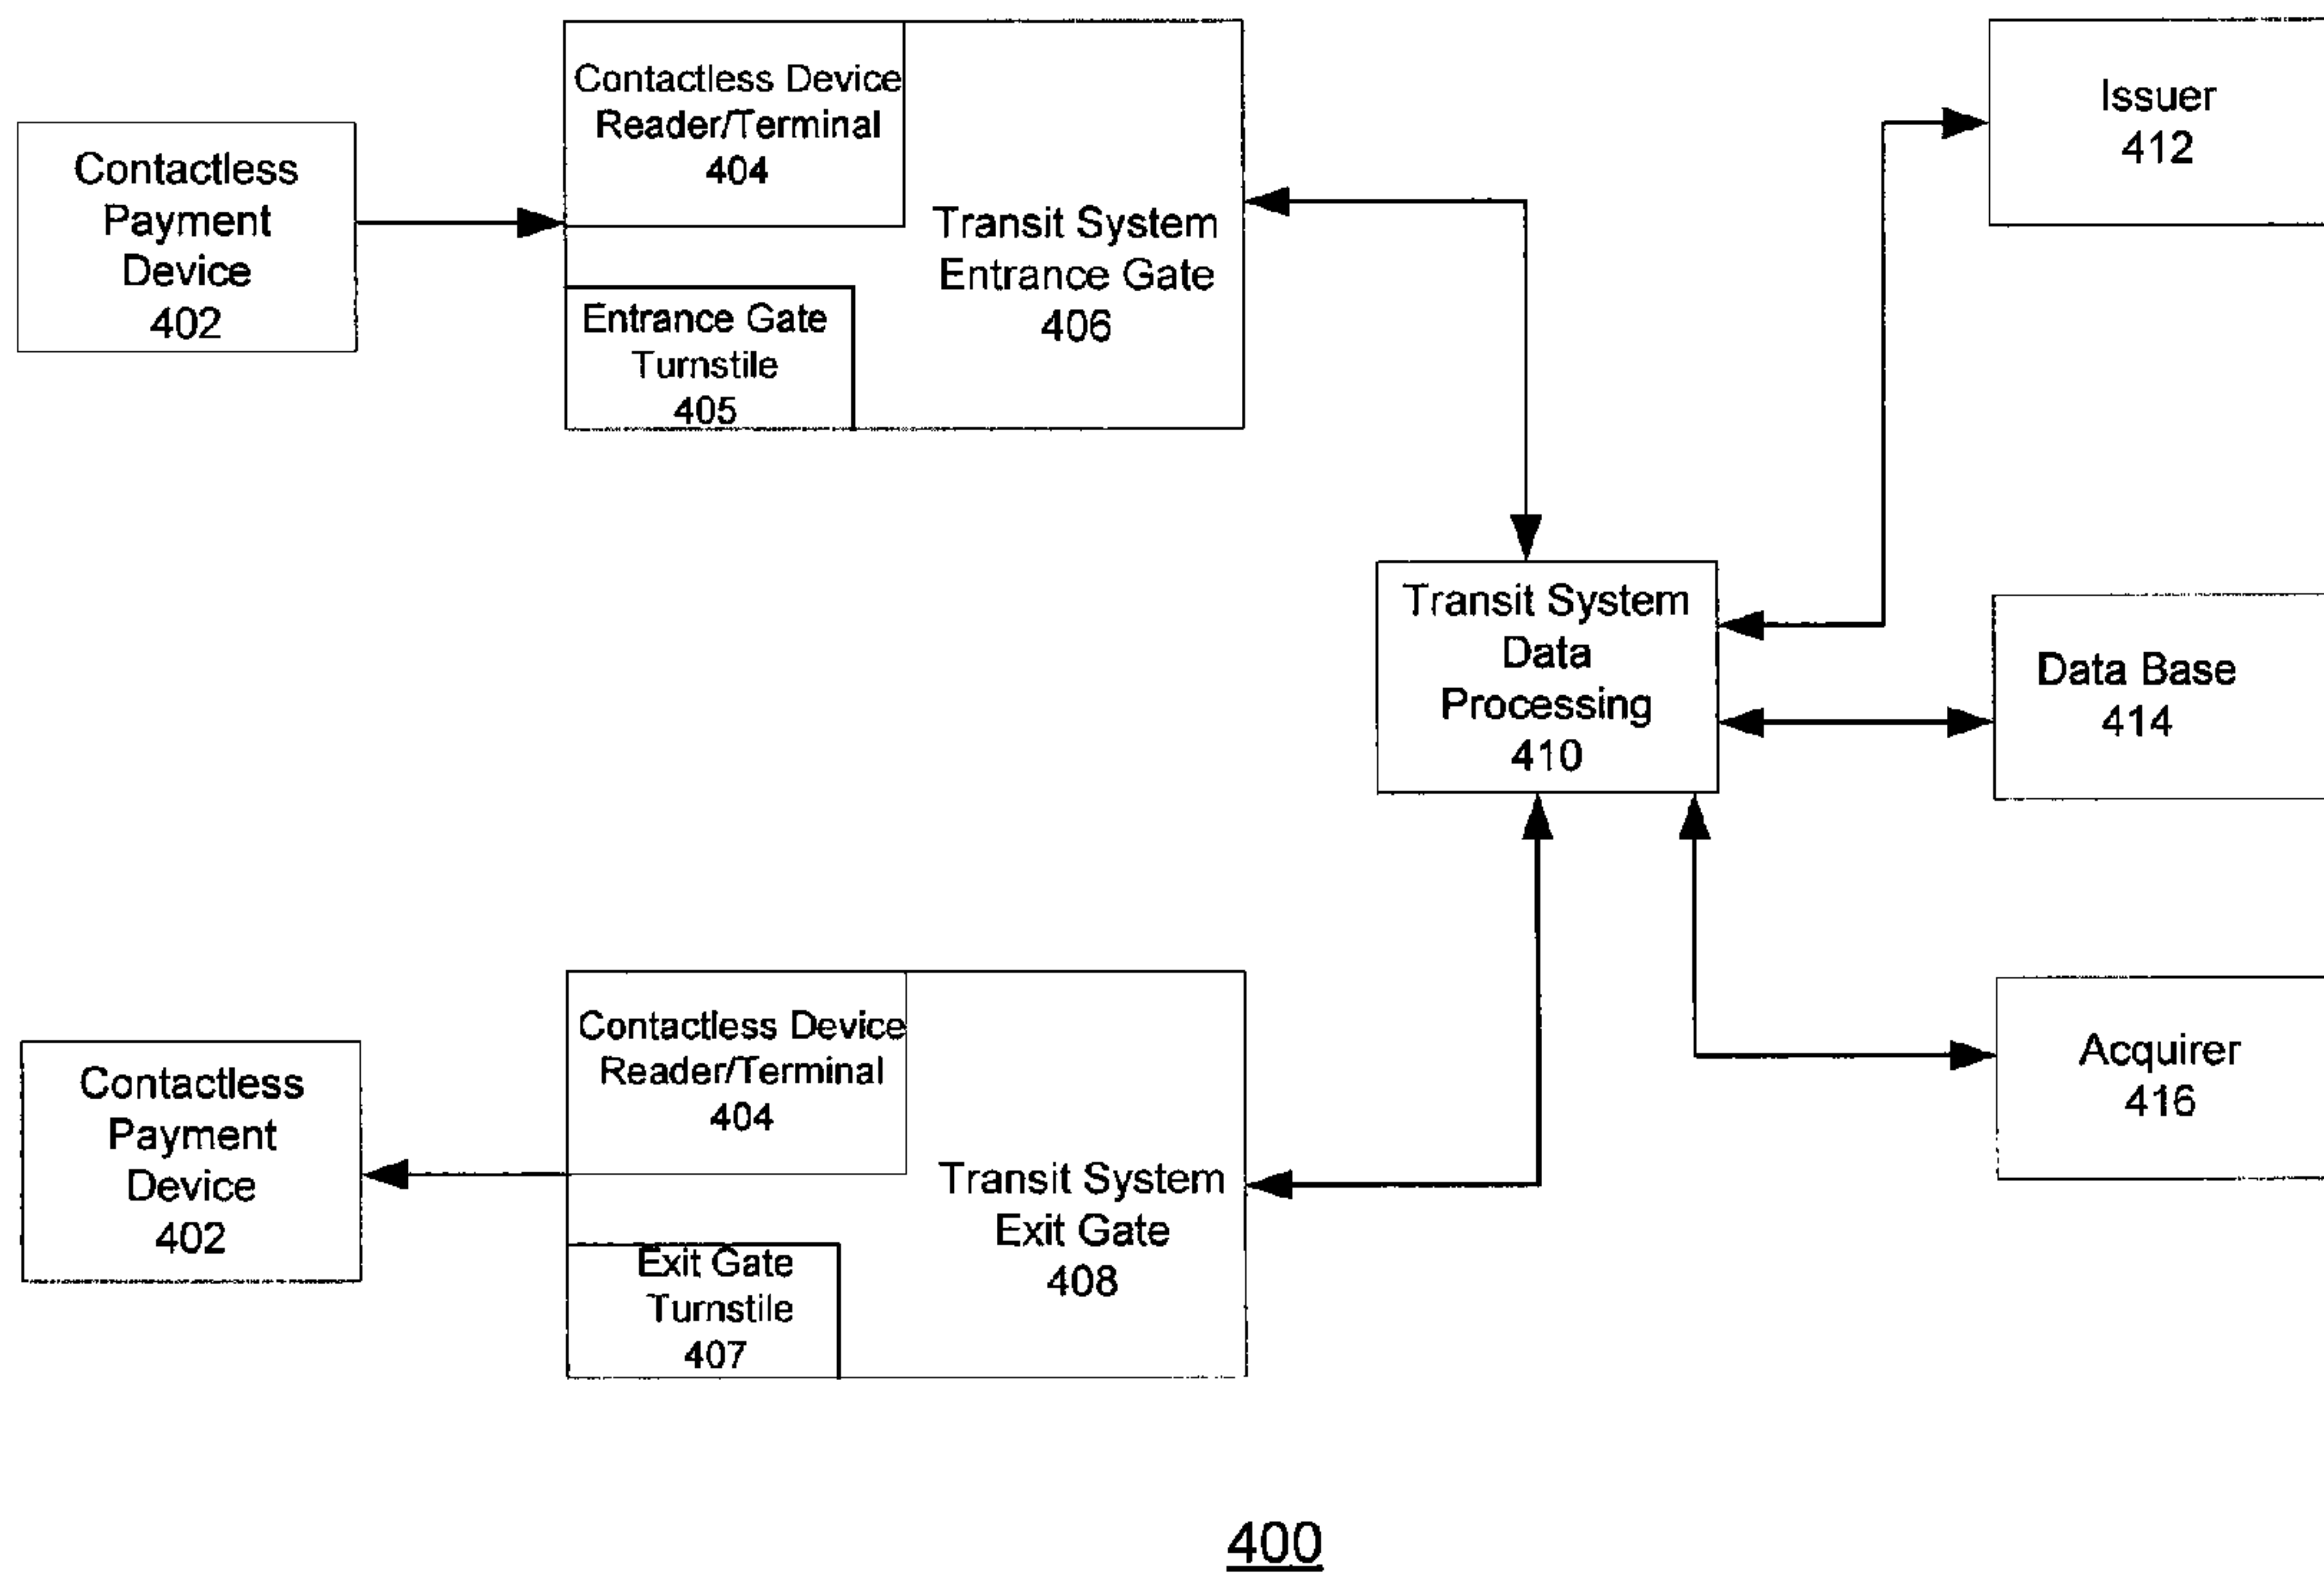 Contactless
Payment
Device
402
Contactless Device
Reader/Terminal
404
Transit System
Entrance Gate
406
Entrance Gate
Turnstile
405
Issuer
412
Transit System
Data
Processing
410
Data Base
414
Acquirer
416
Contactless
Payment
Device
402
Contactless Device
Reader/Terminal
404
Transit System
Exit Gate
408
Exit Gate
Turnstile
407
400